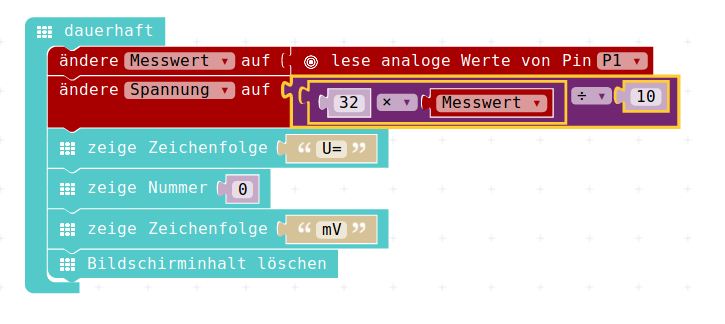 dauerhaft
ändere Messwert ▾ auf lese analoge Werte von Pin P1 ▾
ändere Spannung ▾ auf 32 × ▾ Messwert ▾ ÷ ▾ 10
zeige Zeichenfolge “ U= ”
zeige Nummer 0
zeige Zeichenfolge “ mV ”
Bildschirminhalt löschen